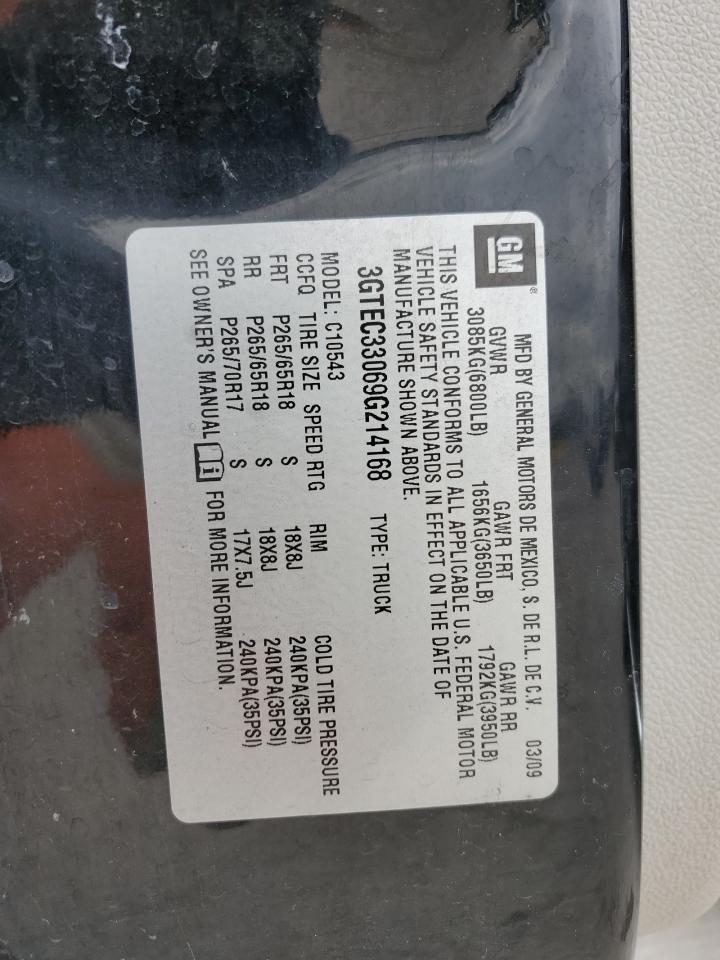 GM®
MFD BY GENERAL MOTORS DE MEXICO, S. DE R.L. DE C.V. 03/09
GVWR GAWR FRT GAWR RR
3085KG(6800LB) 1656KG(3650LB) 1792KG(3950LB)
THIS VEHICLE CONFORMS TO ALL APPLICABLE U.S. FEDERAL MOTOR
VEHICLE SAFETY STANDARDS IN EFFECT ON THE DATE OF
MANUFACTURE SHOWN ABOVE.
3GTEC33069G214168 TYPE: TRUCK
MODEL: C10543
CCFQ TIRE SIZE SPEED RTG RIM COLD TIRE PRESSURE
FRT P265/65R18 S 18X8J 240KPA(35PSI)
RR P265/65R18 S 18X8J 240KPA(35PSI)
SPA P265/70R17 S 17X7.5J 240KPA(35PSI)
SEE OWNER'S MANUAL FOR MORE INFORMATION.